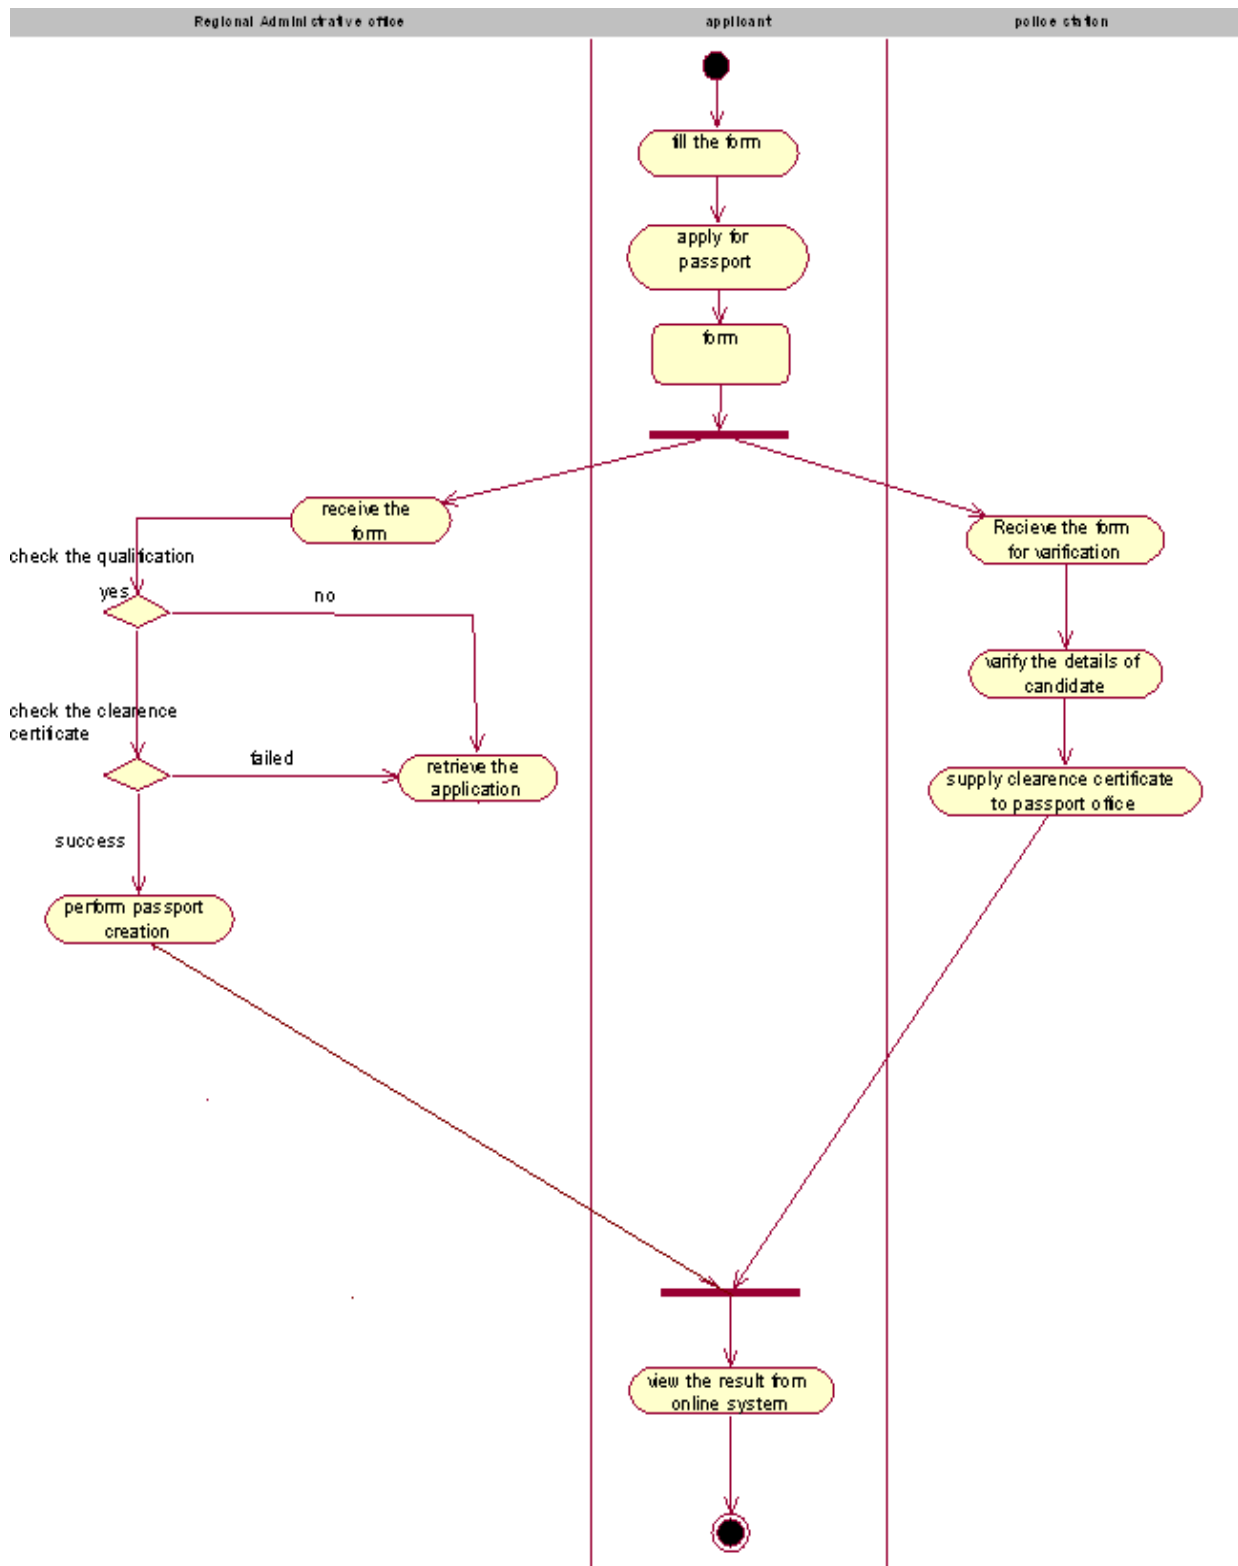 Regional Administrative office
applicant
police station
fill the form
apply for
passport
form
receive the
form
Recieve the form
for varification
check the qualification
yes
no
varify the details of
candidate
check the clearence
certificate
failed
retrieve the
application
supply clearence certificate
to passport office
success
perform passport
creation
view the result from
online system